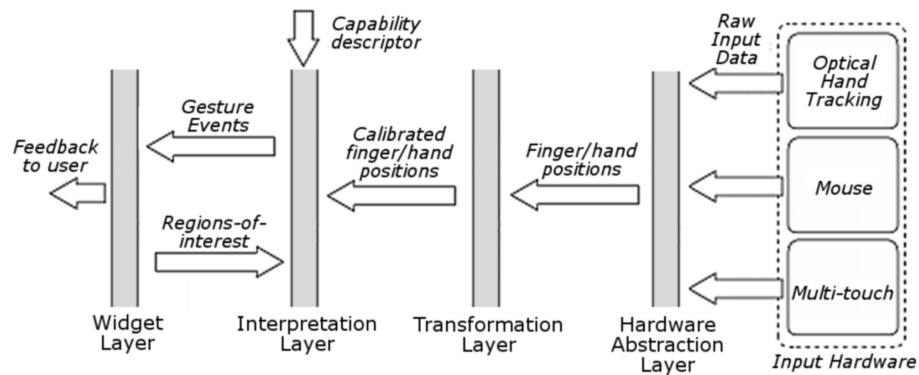 Capability
descriptor
Raw
Input
Data
Optical
Hand
Tracking
Gesture
Events
Calibrated
finger/hand
positions
Finger/hand
positions
Feedback
to user
Mouse
Regions-of-
interest
Multi-touch
Widget
Layer
Interpretation
Layer
Transformation
Layer
Hardware
Abstraction
Layer
Input Hardware